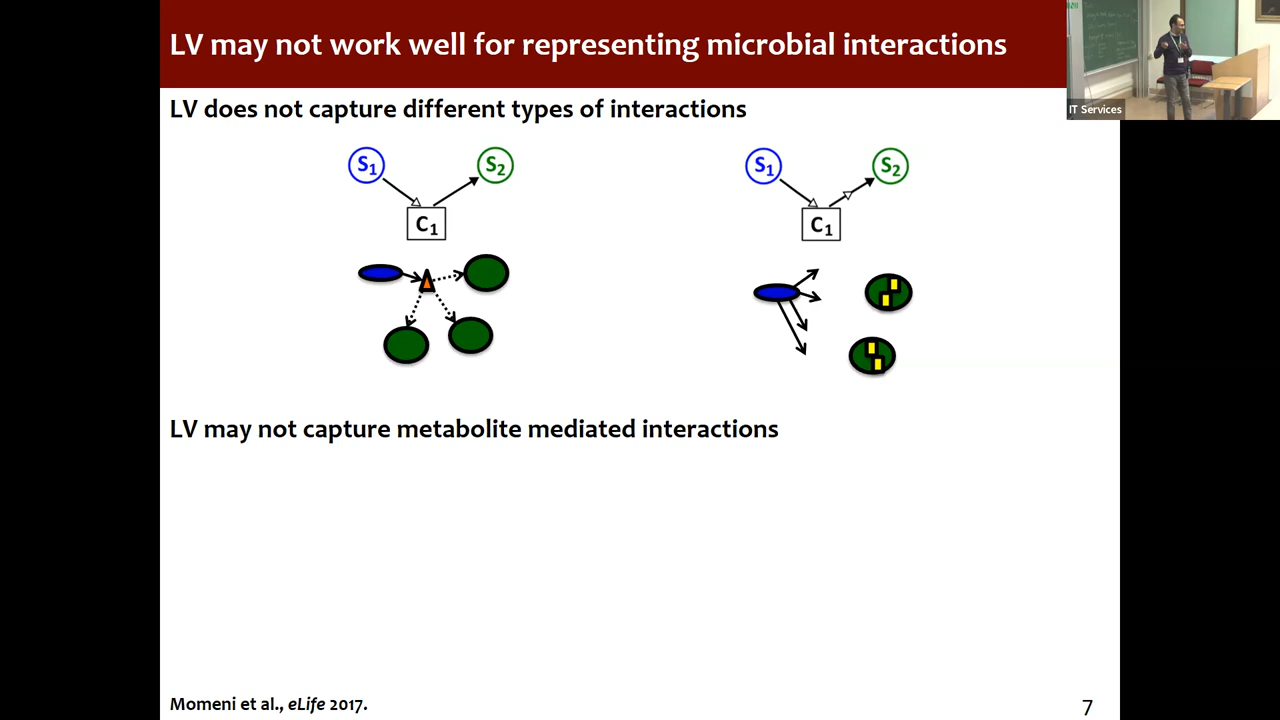 LV may not work well for representing microbial interactions
IT Services
LV does not capture different types of interactions
S1 S2
C1
S1 S2
C1
LV may not capture metabolite mediated interactions
Momeni et al., eLife 2017.
7